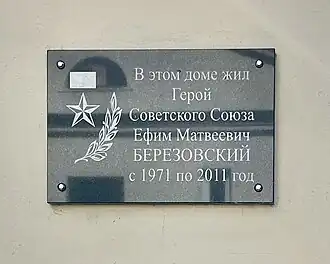 В этом доме жил
Герой
Советского Союза
Ефим Матвеевич
БЕРЕЗОВСКИЙ
с 1971 по 2011 год